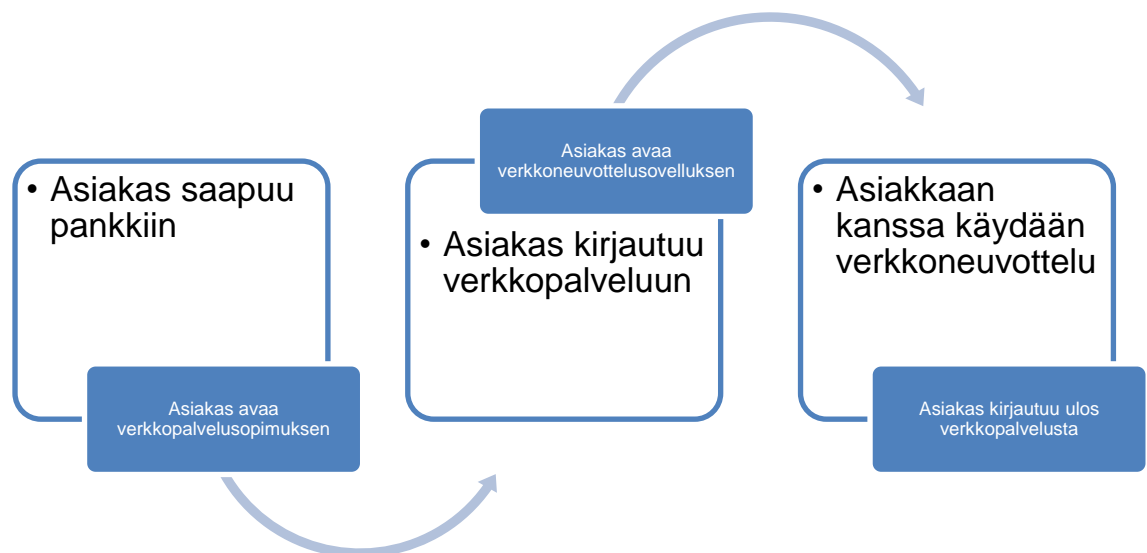 • Asiakas saapuu
pankkiin
Asiakas avaa
verkkopalvelusopimuksen
Asiakas avaa
verkkoneuvottelusovelluksen
• Asiakas kirjautuu
verkkopalveluun
• Asiakkaan
kanssa käydään
verkkoneuvottelu
Asiakas kirjautuu ulos
verkkopalvelusta